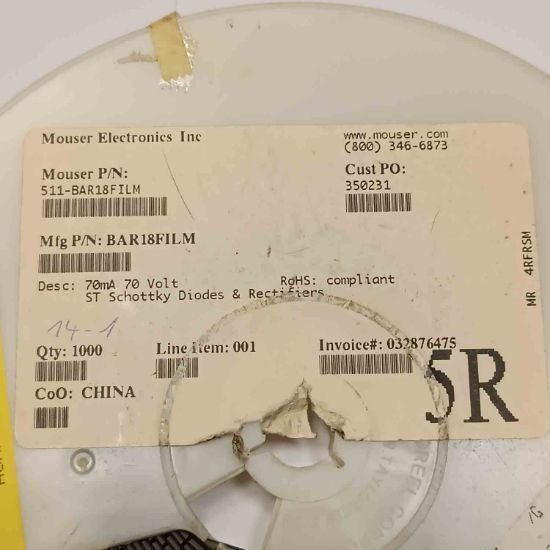 Mouser Electronics Inc
www.mouser.com
(800) 346-6873
Mouser P/N:
511-BAR18FILM
Cust PO:
350231
Mfg P/N: BAR18FILM
Desc: 70mA 70 Volt RoHS: compliant
ST Schottky Diodes & Rectifiers
14-1
Qty: 1000 Line Item: 001 Invoice#: 032876475
CoO: CHINA
5R
MR 4RFRSM